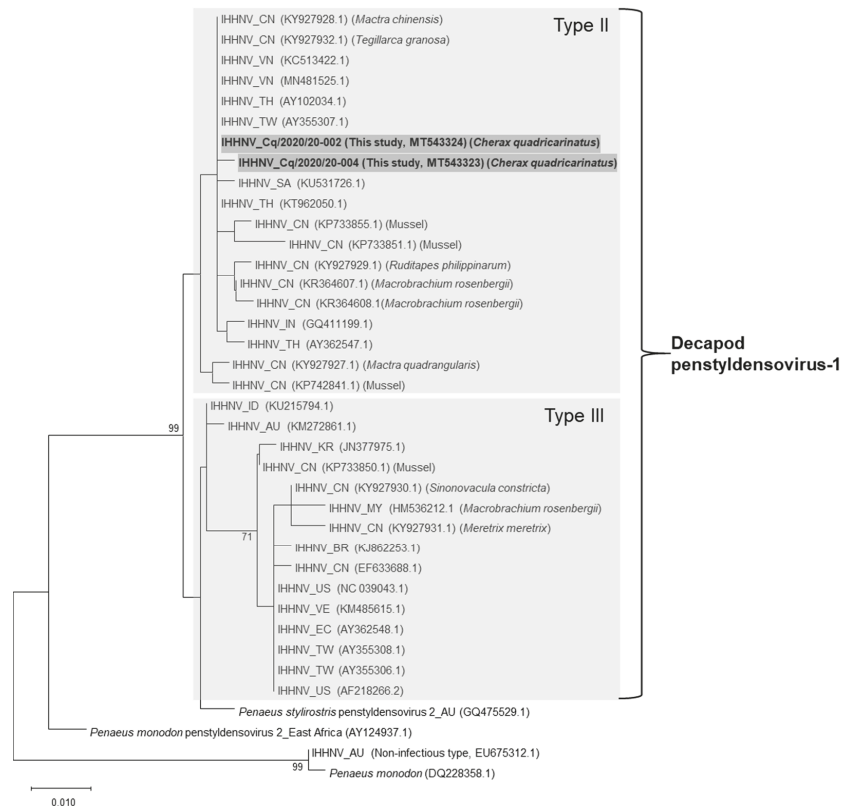 Type II
IHHNV_CN (KY927928.1) (Mactra chinensis)
IHHNV_CN (KY927932.1) (Tegillarca granosa)
IHHNV_VN (KC513422.1)
IHHNV_VN (MN481525.1)
IHHNV_TH (AY102034.1)
IHHNV_TW (AY355307.1)
IHHNV_Cq/2020/20-002 (This study, MT543324) (Cherax quadricarinatus)
IHHNV_Cq/2020/20-004 (This study, MT543323) (Cherax quadricarinatus)
IHHNV_SA (KU531726.1)
IHHNV_TH (KT962050.1)
IHHNV_CN (KP733855.1) (Mussel)
IHHNV_CN (KP733851.1) (Mussel)
IHHNV_CN (KY927929.1) (Ruditapes philippinarum)
IHHNV_CN (KR364607.1) (Macrobrachium rosenbergii)
IHHNV_CN (KR364608.1(Macrobrachium rosenbergii)
IHHNV_IN (GQ411199.1)
IHHNV_TH (AY362547.1)
IHHNV_CN (KY927927.1) (Mactra quadrangularis)
IHHNV_CN (KP742841.1) (Mussel)
Decapod
penstyldensovirus-1
Type III
IHHNV_ID (KU215794.1)
IHHNV_AU (KM272861.1)
99
IHHNV_KR (JN377975.1)
IHHNV_CN (KP733850.1) (Mussel)
IHHNV_CN (KY927930.1) (Sinonovacula constricta)
IHHNV_MY (HM536212.1 (Macrobrachium rosenbergii)
IHHNV_CN (KY927931.1) (Meretrix meretrix)
71
IHHNV_BR (KJ862253.1)
IHHNV_CN (EF633688.1)
IHHNV_US (NC 039043.1)
IHHNV_VE (KM485615.1)
IHHNV_EC (AY362548.1)
IHHNV_TW (AY355308.1)
IHHNV_TW (AY355306.1)
IHHNV_US (AF218266.2)
Penaeus stylirostris penstyldensovirus 2_AU (GQ475529.1)
Penaeus monodon penstyldensovirus 2_East Africa (AY124937.1)
IHHNV_AU (Non-infectious type, EU675312.1)
99
Penaeus monodon (DQ228358.1)
0.010